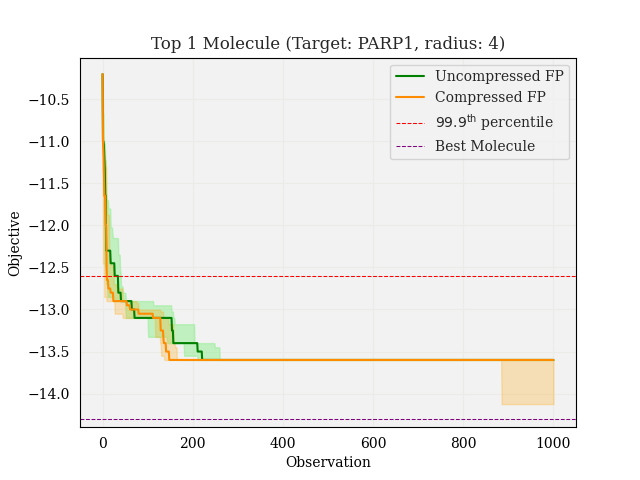 Top 1 Molecule (Target: PARP1, radius: 4)
Uncompressed FP
Compressed FP
99.9th percentile
Best Molecule
Objective
−10.5
−11.0
−11.5
−12.0
−12.5
−13.0
−13.5
−14.0
0 200 400 600 800 1000
Observation